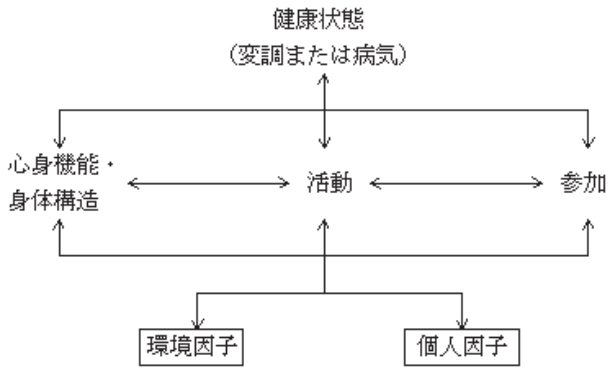 健康状態
(変調または病気)
心身機能・
身体構造
活動
参加
環境因子
個人因子